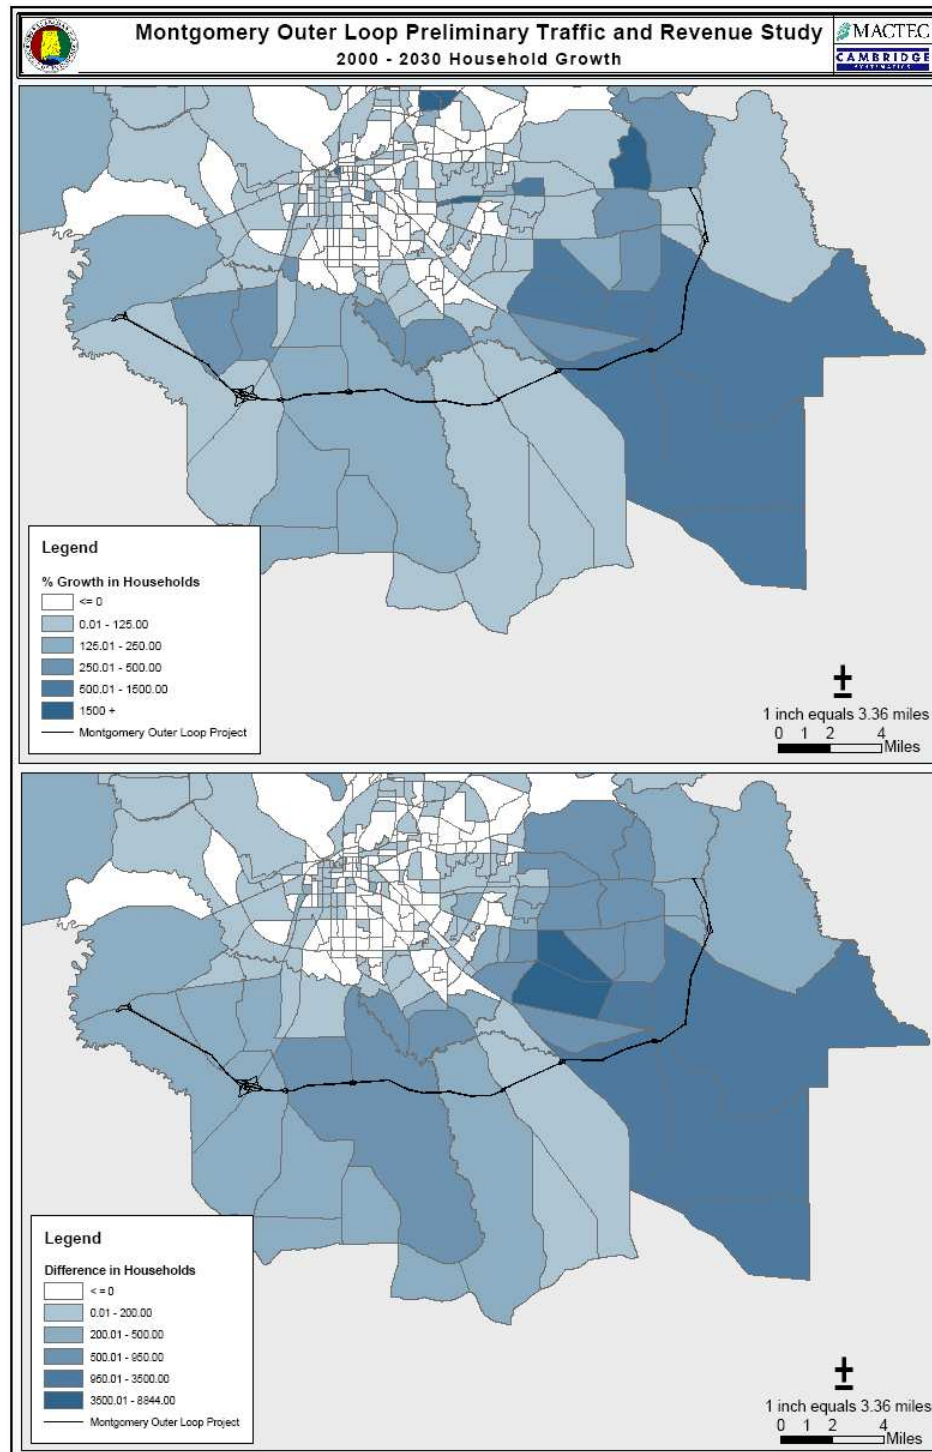 Montgomery Outer Loop Preliminary Traffic and Revenue Study
2000 - 2030 Household Growth
MACTEC
CAMBRIDGE
SYSTEMATICS
Legend
% Growth in Households
<= 0
0.01 - 125.00
125.01 - 250.00
250.01 - 500.00
500.01 - 1500.00
1500 +
Montgomery Outer Loop Project
1 inch equals 3.36 miles
0 1 2 4
Miles
Legend
Difference in Households
< = 0
0.01 - 200.00
200.01 - 500.00
500.01 - 950.00
950.01 - 3500.00
3500.01 - 8844.00
Montgomery Outer Loop Project
1 inch equals 3.36 miles
0 1 2 4
Miles